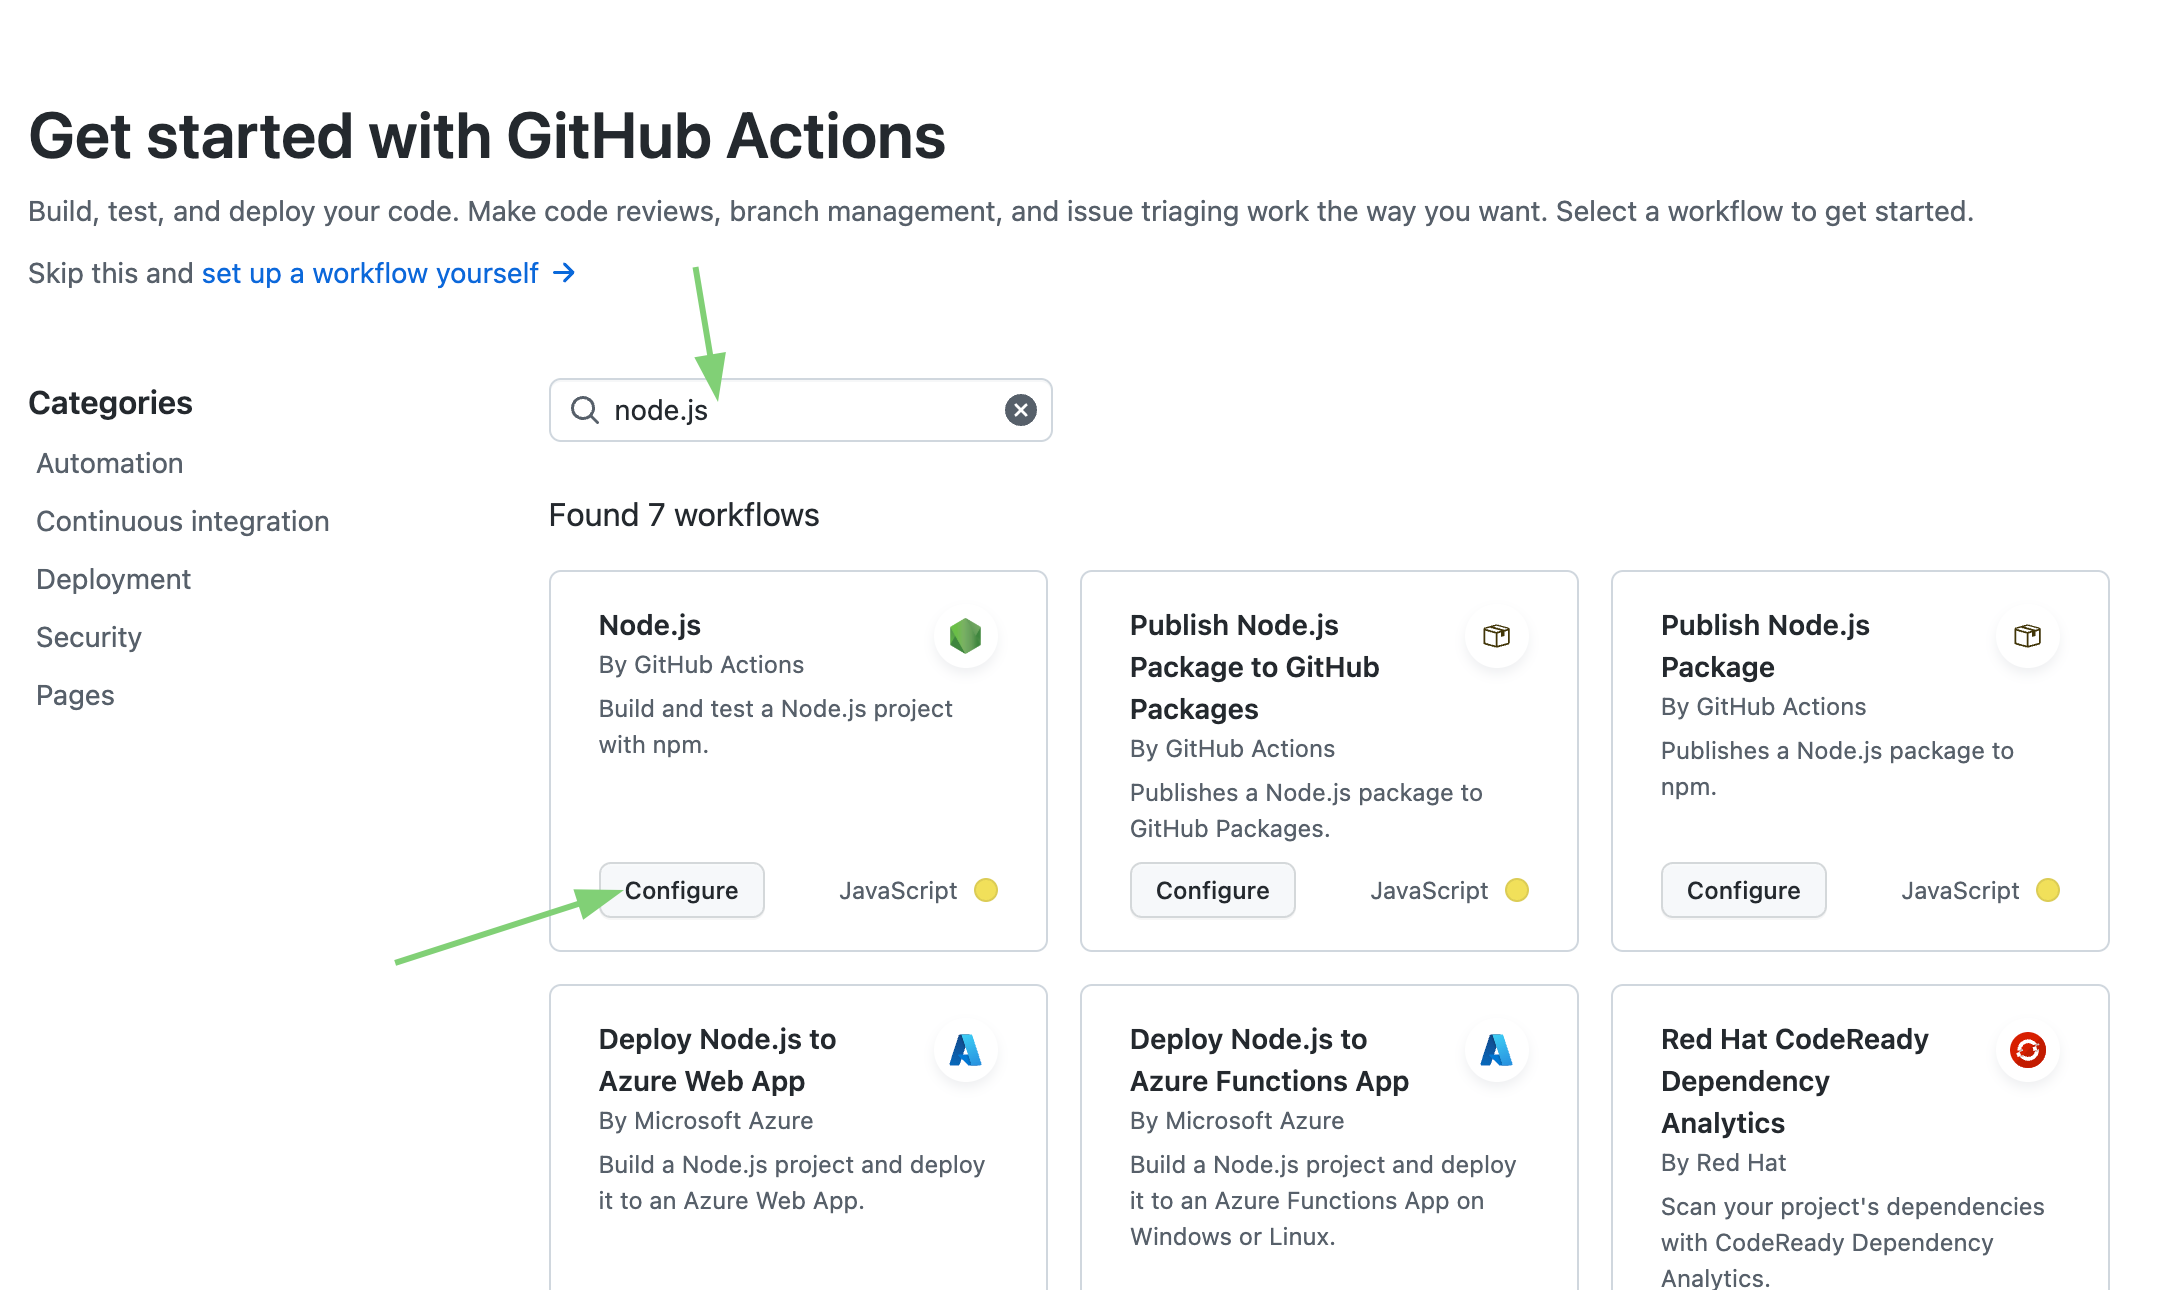 Get started with GitHub Actions
Build, test, and deploy your code. Make code reviews, branch management, and issue triaging work the way you want. Select a workflow to get started.
Skip this and set up a workflow yourself →
Categories
Automation
Continuous integration
Deployment
Security
Pages
node.js
Found 7 workflows
Node.js
By GitHub Actions
Build and test a Node.js project
with npm.
Configure
JavaScript
Publish Node.js
Package to GitHub
Packages
By GitHub Actions
Publishes a Node.js package to
GitHub Packages.
Configure
JavaScript
Publish Node.js
Package
By GitHub Actions
Publishes a Node.js package to
npm.
Configure
JavaScript
Deploy Node.js to
Azure Web App
By Microsoft Azure
Build a Node.js project and deploy
it to an Azure Web App.
Deploy Node.js to
Azure Functions App
By Microsoft Azure
Build a Node.js project and deploy
it to an Azure Functions App on
Windows or Linux.
Red Hat CodeReady
Dependency
Analytics
By Red Hat
Scan your project's dependencies
with CodeReady Dependency
Analytics.